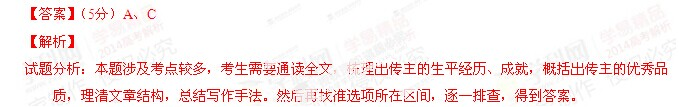 【答案】（5分）A、C
【解析】
试题分析：本题涉及考点较多，考生需要通读全文，梳理出传主的生平经历、成就，概括出传主的优秀品
质，理清文章结构，总结写作手法。然后再找准选项所在区间，逐一排查，得到答案。